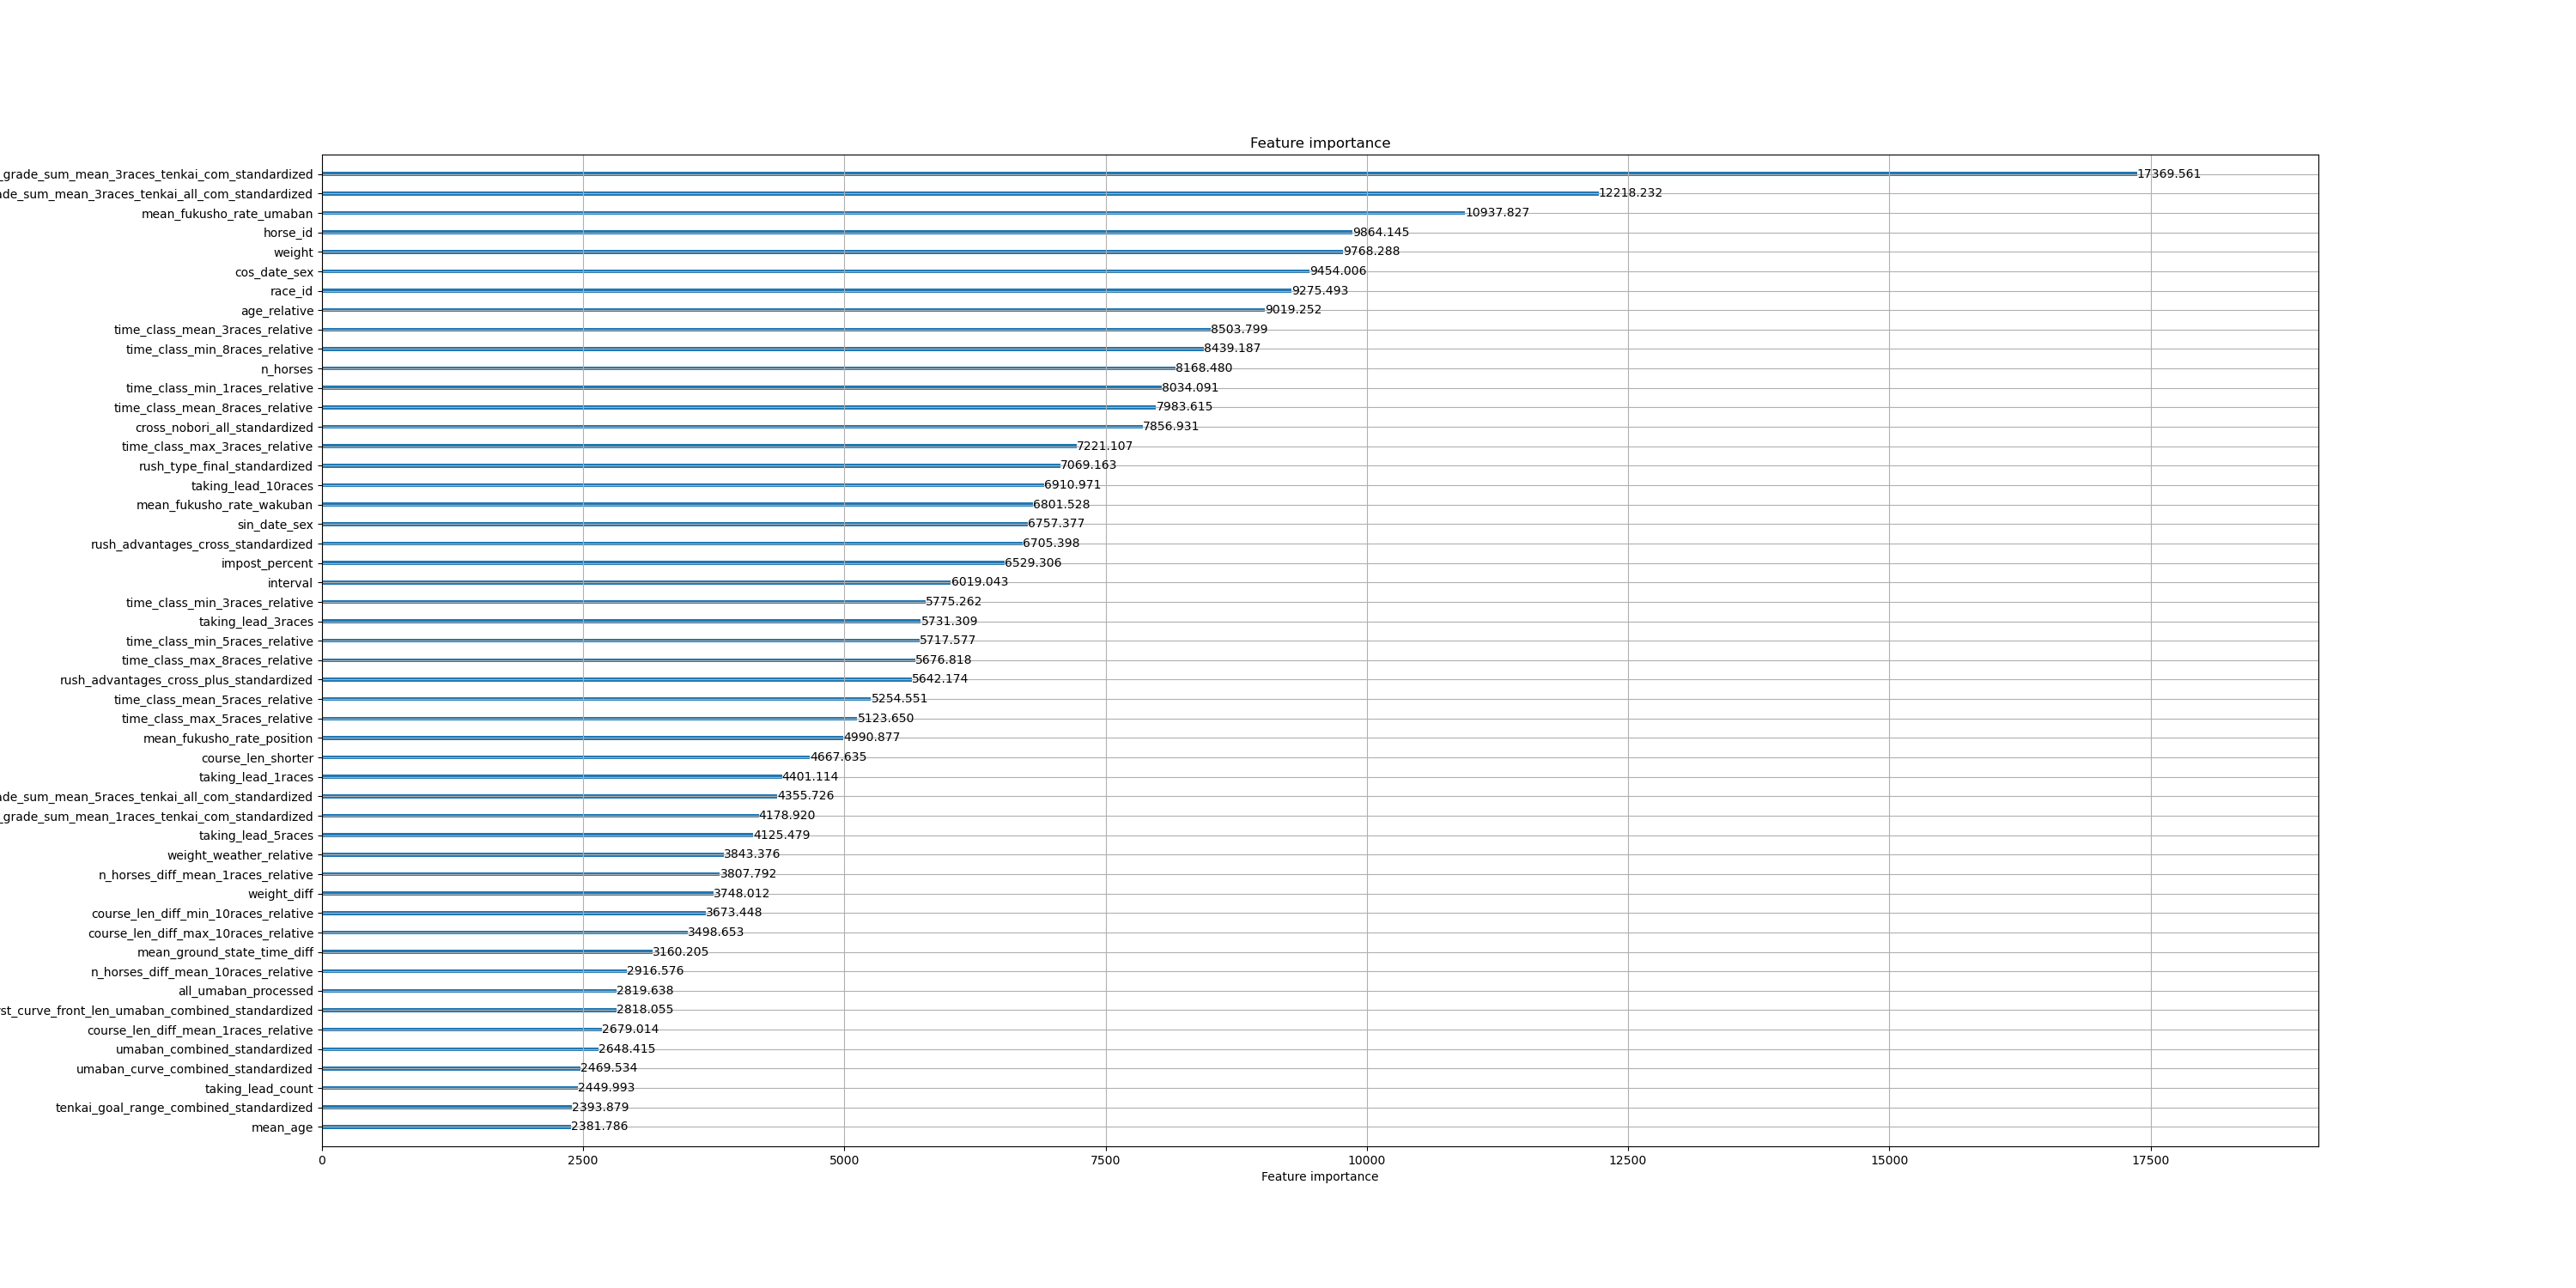 Feature importance
_grade_sum_mean_3races_tenkai_com_standardized 17369.561
de_sum_mean_3races_tenkai_all_com_standardized 12218.232
mean_fukusho_rate_umaban 10937.827
horse_id 9864.145
weight 9768.288
cos_date_sex 9454.006
race_id 9275.493
age_relative 9019.252
time_class_mean_3races_relative 8503.799
time_class_min_8races_relative 8439.187
n_horses 8168.480
time_class_min_1races_relative 8034.091
time_class_mean_8races_relative 7983.615
cross_nobori_all_standardized 7856.931
time_class_max_3races_relative 7221.107
rush_type_final_standardized 7069.163
taking_lead_10races 6910.971
mean_fukusho_rate_wakuban 6801.528
sin_date_sex 6757.377
rush_advantages_cross_standardized 6705.398
impost_percent 6529.306
interval 6019.043
time_class_min_3races_relative 5775.262
taking_lead_3races 5731.309
time_class_min_5races_relative 5717.577
time_class_max_8races_relative 5676.818
rush_advantages_cross_plus_standardized 5642.174
time_class_mean_5races_relative 5254.551
time_class_max_5races_relative 5123.650
mean_fukusho_rate_position 4990.877
course_len_shorter 4667.635
taking_lead_1races 4401.114
de_sum_mean_5races_tenkai_all_com_standardized 4355.726
_grade_sum_mean_1races_tenkai_com_standardized 4178.920
taking_lead_5races 4125.479
weight_weather_relative 3843.376
n_horses_diff_mean_1races_relative 3807.792
weight_diff 3748.012
course_len_diff_min_10races_relative 3673.448
course_len_diff_max_10races_relative 3498.653
mean_ground_state_time_diff 3160.205
n_horses_diff_mean_10races_relative 2916.576
all_umaban_processed 2819.638
st_curve_front_len_umaban_combined_standardized 2818.055
course_len_diff_mean_1races_relative 2679.014
umaban_combined_standardized 2648.415
umaban_curve_combined_standardized 2469.534
taking_lead_count 2449.993
tenkai_goal_range_combined_standardized 2393.879
mean_age 2381.786
0 2500 5000 7500 10000 12500 15000 17500
Feature importance